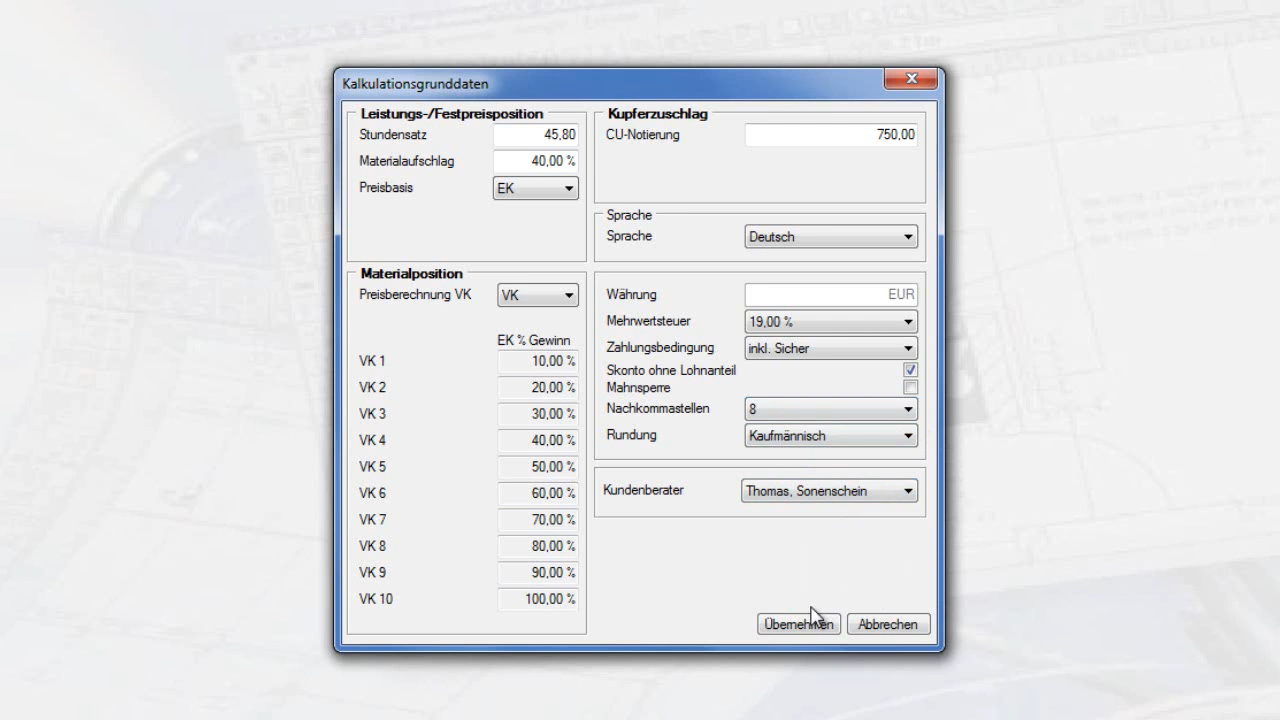 Kalkulationsgrunddaten
Leistungs-/Festpreisposition
Stundensatz 45,80
Materialaufschlag 40,00 %
Preisbasis EK
Kupferzuschlag
CU-Notierung 750,00
Sprache
Sprache Deutsch
Materialposition
Preisberechnung VK VK
EK % Gewinn
VK 1 10,00 %
VK 2 20,00 %
VK 3 30,00 %
VK 4 40,00 %
VK 5 50,00 %
VK 6 60,00 %
VK 7 70,00 %
VK 8 80,00 %
VK 9 90,00 %
VK 10 100,00 %
Währung EUR
Mehrwertsteuer 19,00 %
Zahlungsbedingung inkl. Sicher
Skonto ohne Lohnanteil
Mahnsperre
Nachkommastellen 8
Rundung Kaufmännisch
Kundenberater Thomas, Sonenschein
Übernehmen Abbrechen